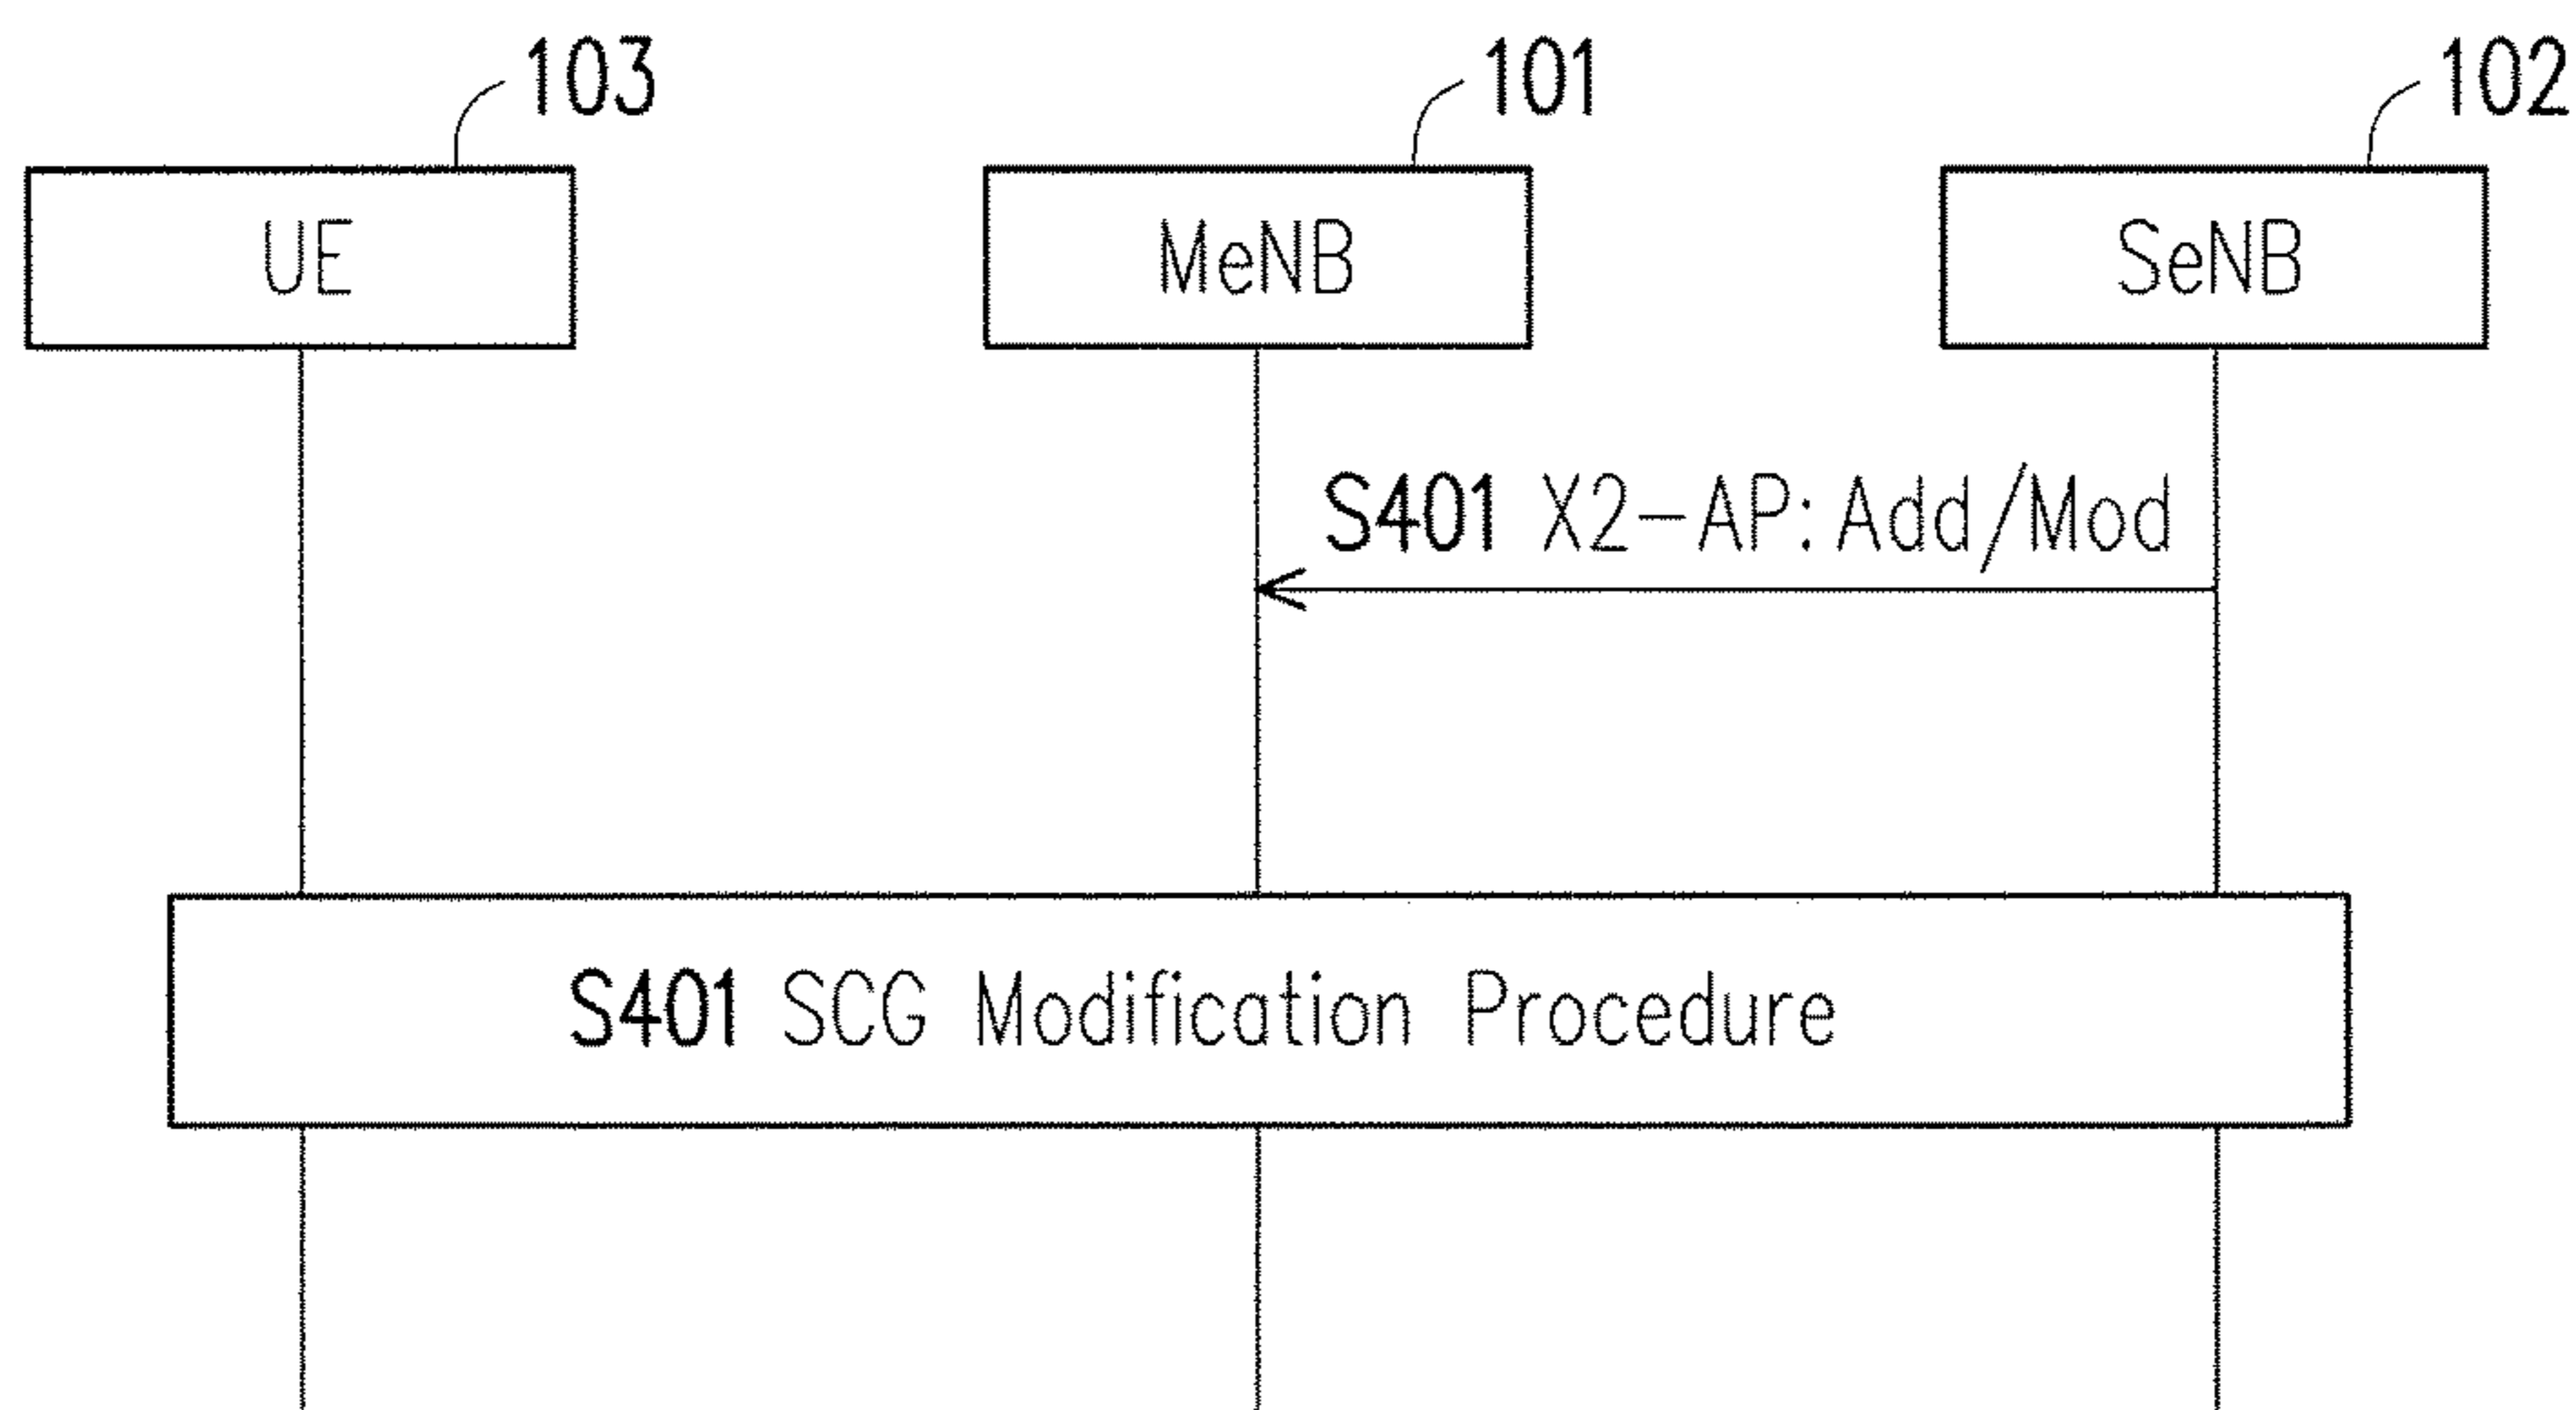 103
101
102
UE
MeNB
SeNB
S401 X2-AP: Add/Mod
S401 SCG Modification Procedure